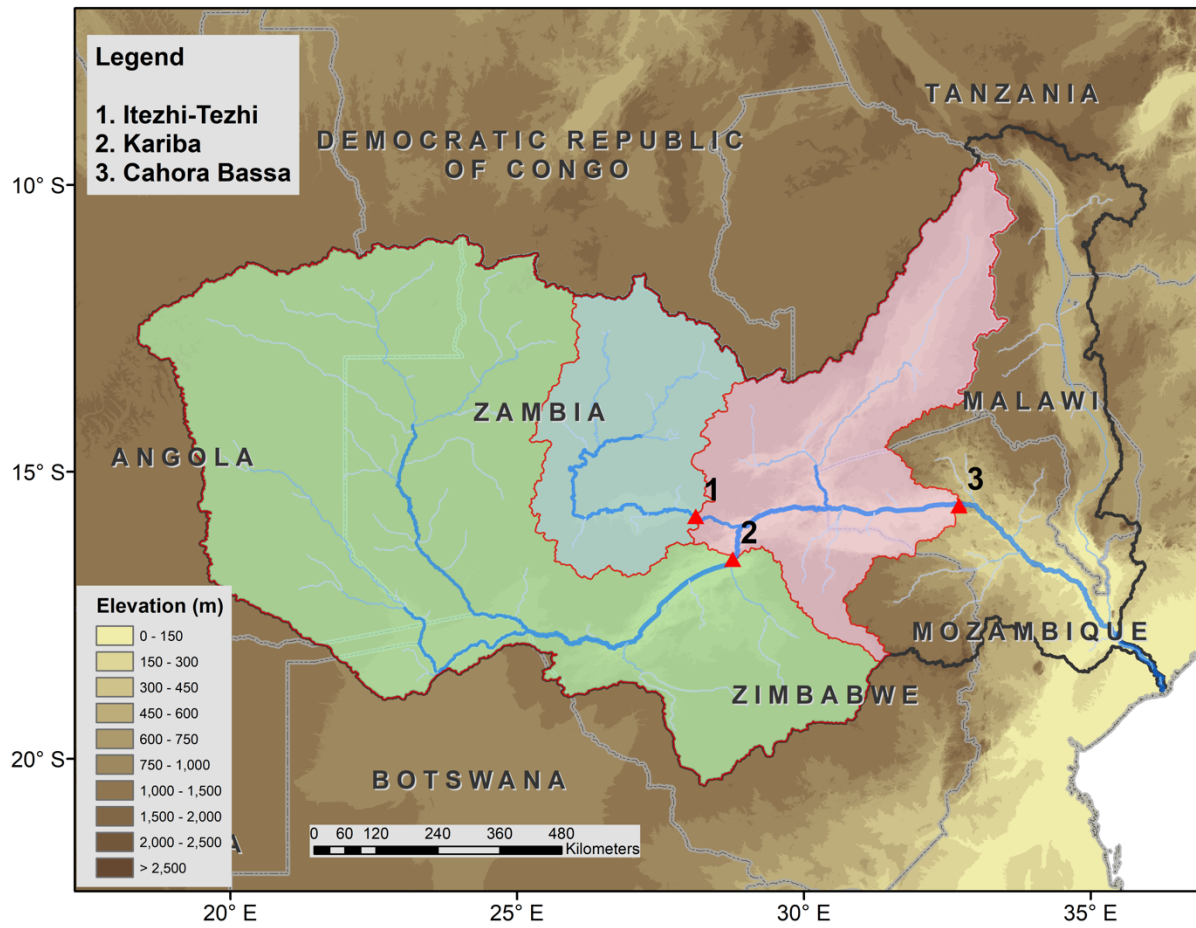 Legend
1. Itezhi-Tezhi
2. Kariba
3. Cahora Bassa
TANZANIA
DEMOCRATIC REPUBLIC
OF CONGO
10° S
ZAMBIA
MALAWI
ANGOLA
15° S
1
3
2
Elevation (m)
0 - 150
150 - 300
300 - 450
450 - 600
600 - 750
750 - 1,000
1,000 - 1,500
1,500 - 2,000
2,000 - 2,500
> 2,500
MOZAMBIQUE
ZIMBABWE
20° S
BOTSWANA
0 60 120 240 360 480
Kilometers
A
20° E
25° E
30° E
35° E